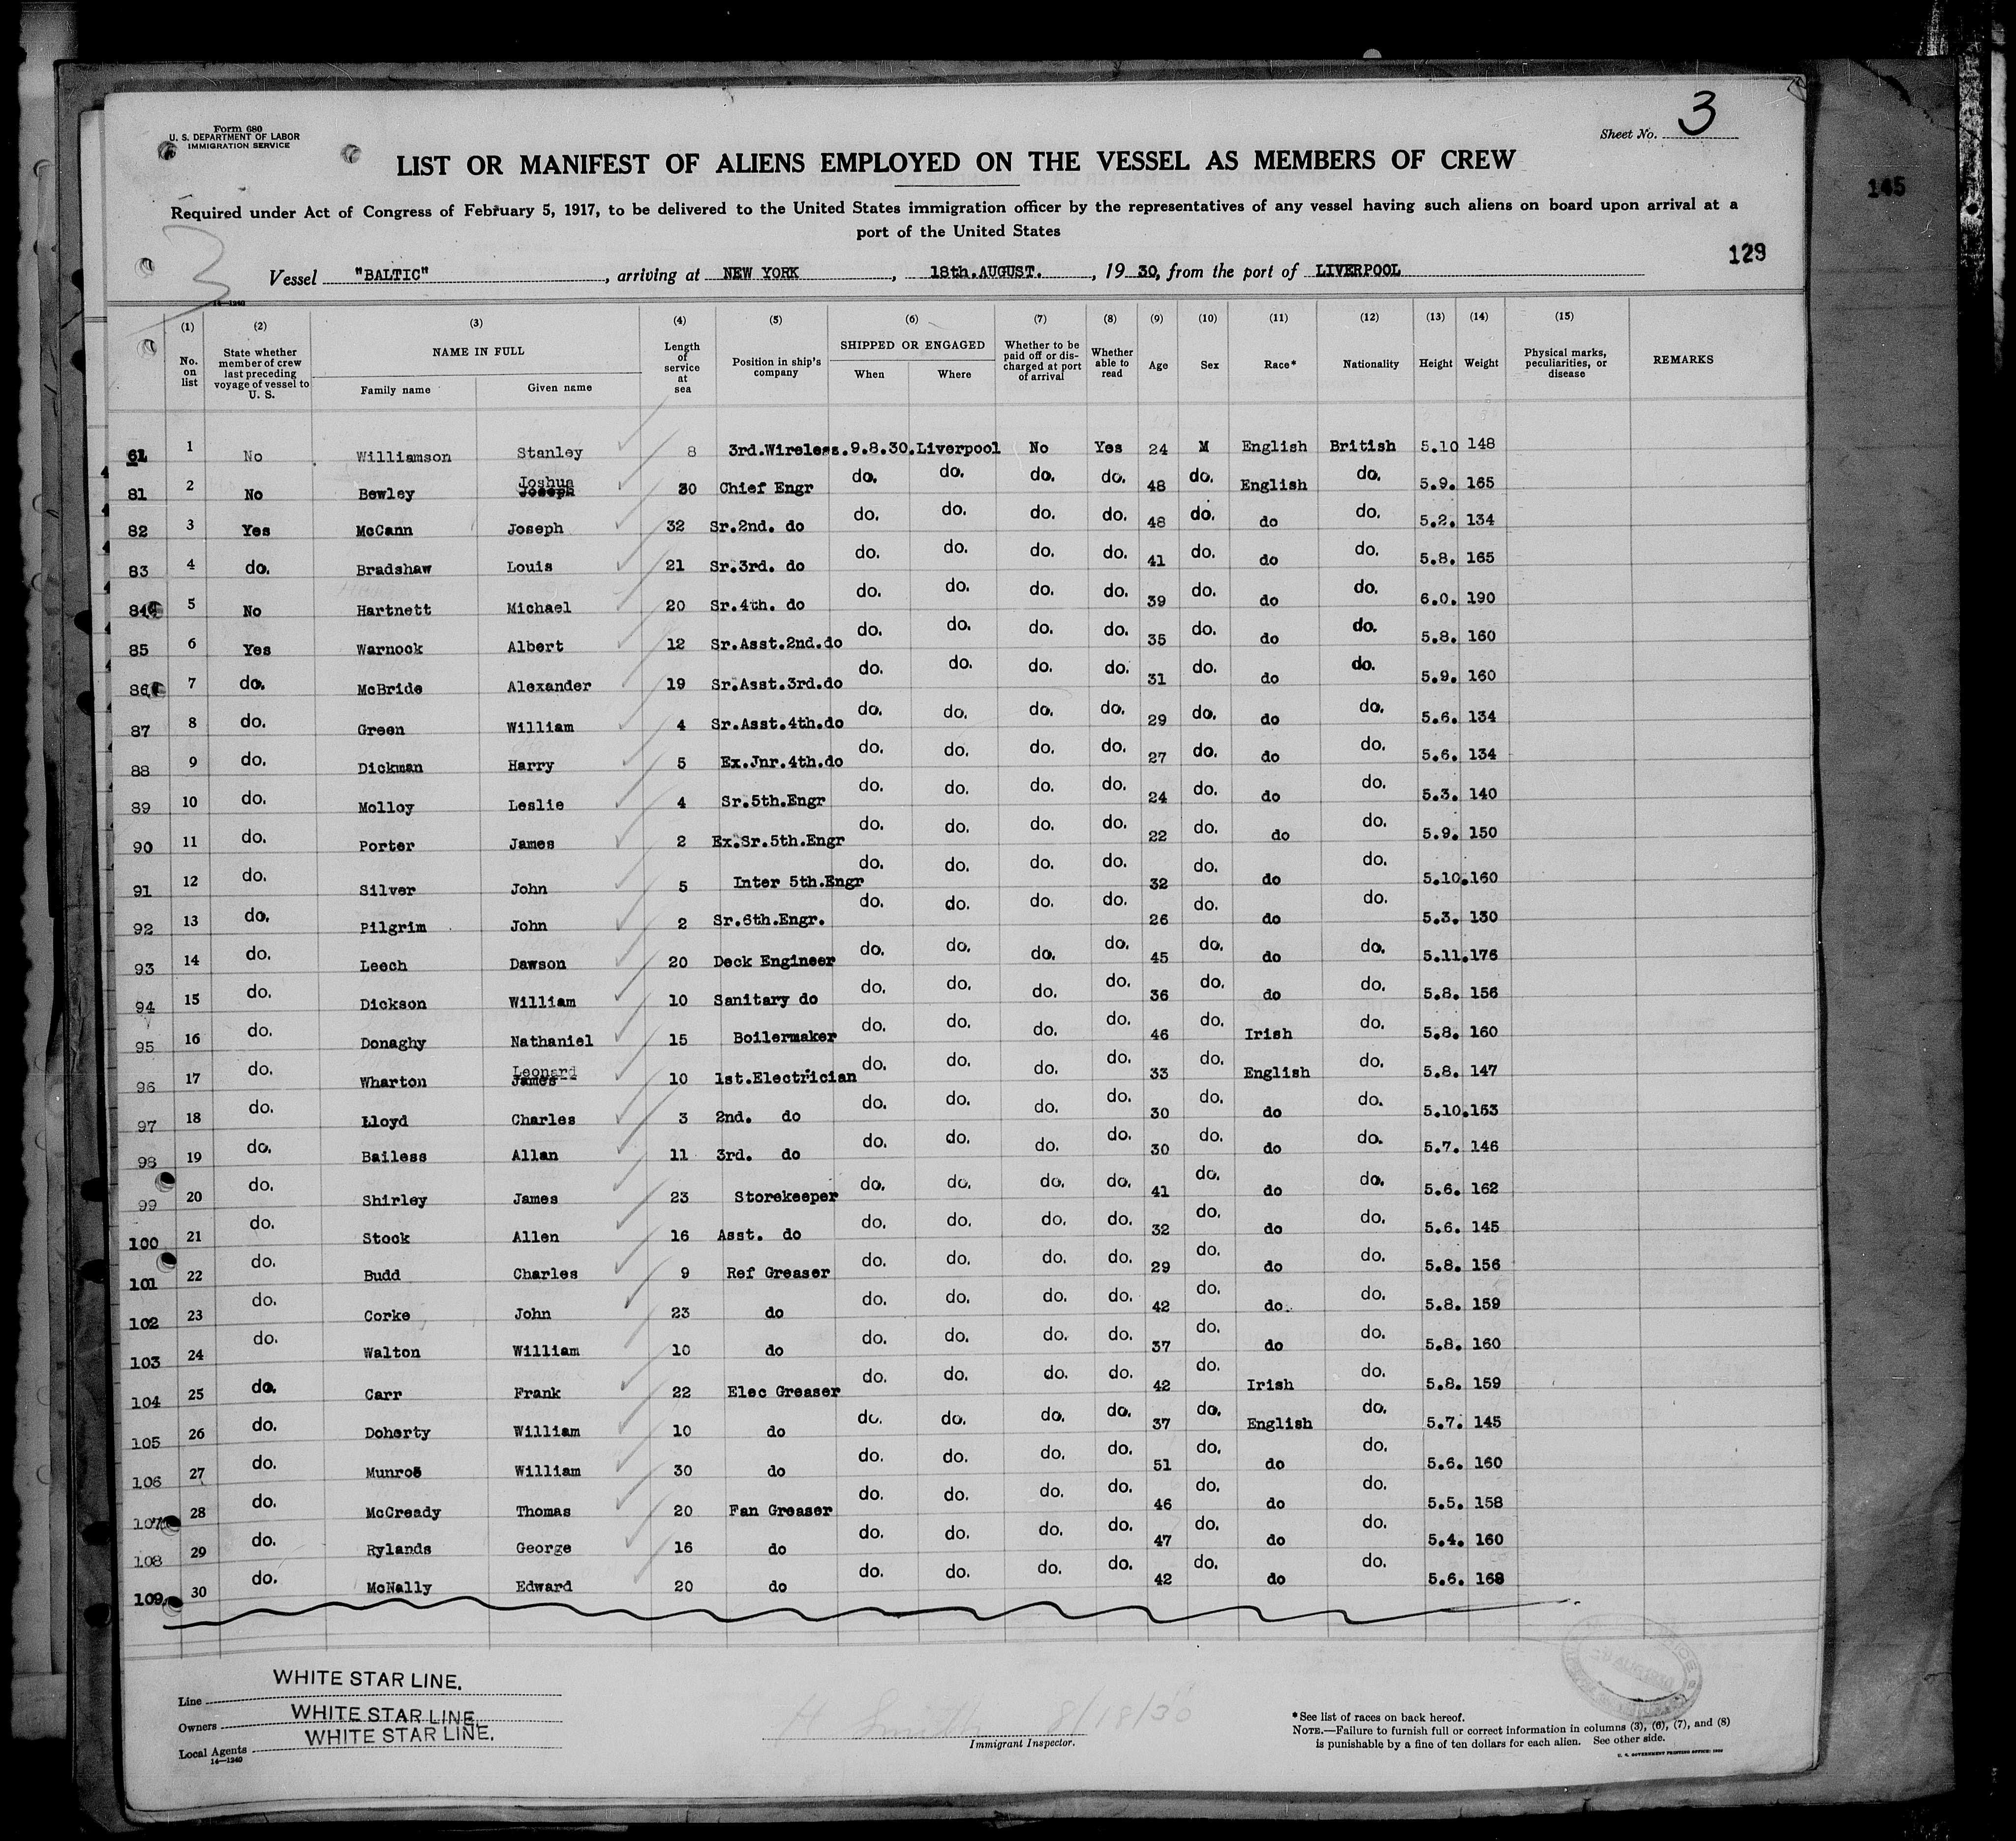 Form 680
U. S. DEPARTMENT OF LABOR
IMMIGRATION SERVICE
Sheet No. 3
LIST OR MANIFEST OF ALIENS EMPLOYED ON THE VESSEL AS MEMBERS OF CREW
145
Required under Act of Congress of February 5, 1917, to be delivered to the United States immigration officer by the representatives of any vessel having such aliens on board upon arrival at a
port of the United States
3
129
Vessel "BALTIC", arriving at NEW YORK, 18th.AUGUST., 19 30, from the port of LIVERPOOL
14—1240
(1) (2) (3) (4) (5) (6) (7) (8) (9) (10) (11) (12) (13) (14) (15)
No. on list
State whether member of crew last preceding voyage of vessel to U. S.
NAME IN FULL
Family name
Given name
Length of service at sea
Position in ship's company
SHIPPED OR ENGAGED
When
Where
Whether to be paid off or discharged at port of arrival
Whether able to read
Age
Sex
Race*
Nationality
Height
Weight
Physical marks, peculiarities, or disease
REMARKS
61 1 No Williamson Stanley 8 3rd.Wireless. 9.8.30. Liverpool No Yes 24 M English British 5.10 148
81 2 No Bewley Joshua Joseph 30 Chief Engr do. do. do. do. 48 do. English do. 5.9. 165
82 3 Yes McCann Joseph 32 Sr.2nd. do do. do. do. do. 48 do. do do. 5.2. 134
83 4 do. Bradshaw Louis 21 Sr.3rd. do do. do. do. do. 41 do. do do. 5.8. 165
84 5 No Hartnett Michael 20 Sr.4th. do do. do. do. do. 39 do. do do. 6.0. 190
85 6 Yes Warnock Albert 12 Sr.Asst.2nd.do do. do. do. do. 35 do. do do. 5.8. 160
86 7 do. McBride Alexander 19 Sr.Asst.3rd.do do. do. do. do. 31 do. do do. 5.9. 160
87 8 do. Green William 4 Sr.Asst.4th.do do. do. do. do. 29 do. do do. 5.6. 134
88 9 do. Dickman Harry 5 Ex.Jnr.4th.do do. do. do. do. 27 do. do do. 5.6. 134
89 10 do. Molloy Leslie 4 Sr.5th.Engr do. do. do. do. 24 do. do do. 5.3. 140
90 11 do. Porter James 2 Ex.Sr.5th.Engr do. do. do. do. 22 do. do do. 5.9. 150
91 12 do. Silver John 5 Inter 5th.Engr do. do. do. do. 32 do. do do. 5.10. 160
92 13 do. Pilgrim John 2 Sr.6th.Engr. do. do. do. do. 26 do. do do. 5.3. 130
93 14 do. Leech Dawson 20 Deck Engineer do. do. do. do. 45 do. do do. 5.11. 176
94 15 do. Dickson William 10 Sanitary do do. do. do. do. 36 do. do do. 5.8. 156
95 16 do. Donaghy Nathaniel 15 Boilermaker do. do. do. do. 46 do. Irish do. 5.8. 160
96 17 do. Wharton Leonard James 10 1st.Electrician do. do. do. do. 33 do. English do. 5.8. 147
97 18 do. Lloyd Charles 3 2nd. do do. do. do. do. 30 do. do do. 5.10. 153
98 19 do. Bailess Allan 11 3rd. do do. do. do. do. 30 do. do do. 5.7. 146
99 20 do. Shirley James 23 Storekeeper do. do. do. do. 41 do. do do. 5.6. 162
100 21 do. Stock Allen 16 Asst. do do. do. do. do. 32 do. do do. 5.6. 145
101 22 do. Budd Charles 9 Ref Greaser do. do. do. do. 29 do. do do. 5.8. 156
102 23 do. Corke John 23 do do. do. do. do. 42 do. do. do. 5.8. 159
103 24 do. Walton William 10 do do. do. do. do. 37 do. do do. 5.8. 160
104 25 do. Carr Frank 22 Elec Greaser do. do. do. do. 42 do. Irish do. 5.8. 159
105 26 do. Doherty William 10 do do. do. do. do. 37 do. English do. 5.7. 145
106 27 do. Munroe William 30 do do. do. do. do. 51 do. do do. 5.6. 160
107 28 do. McCready Thomas 20 Fan Greaser do. do. do. do. 46 do. do do. 5.5. 158
108 29 do. Rylands George 16 do do. do. do. do. 47 do. do do. 5.4. 160
109. 30 do. McNally Edward 20 do do. do. do. do. 42 do. do do. 5.6. 168
Line WHITE STAR LINE.
Owners WHITE STAR LINE.
Local Agents WHITE STAR LINE.
14—1240
H Smith 8/18/30
Immigrant Inspector.
*See list of races on back hereof.
NOTE.—Failure to furnish full or correct information in columns (3), (6), (7), and (8)
is punishable by a fine of ten dollars for each alien. See other side.
U. S. GOVERNMENT PRINTING OFFICE: